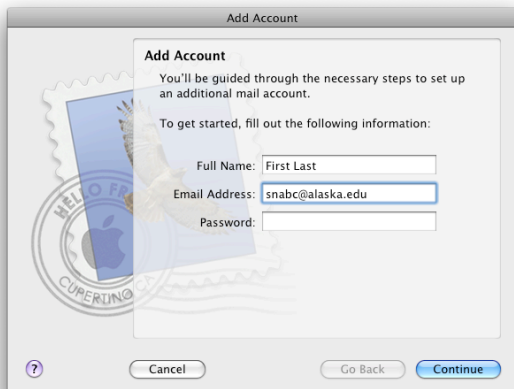 Add Account
Add Account
You'll be guided through the necessary steps to set up
an additional mail account.
To get started, fill out the following information:
Full Name: First Last
Email Address: snabc@alaska.edu
Password:
HELLO FR
CUPERTINO CA
?
Cancel
Go Back
Continue